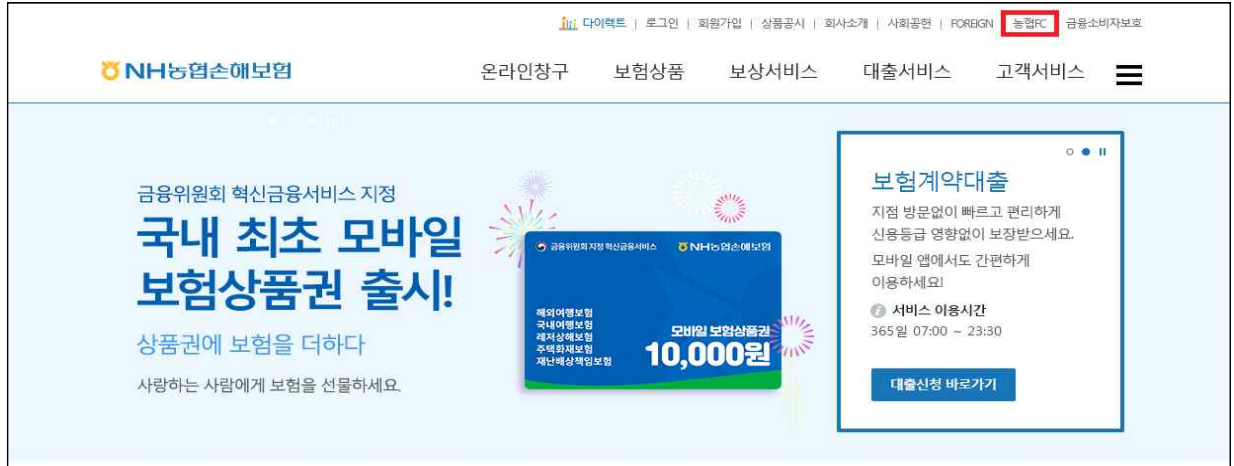 다이렉트 | 로그인 | 회원가입 | 상품공시 | 회사소개 | 사회공헌 | FOREIGN 농협FC 금융소비자보호
NH농협손해보험 온라인창구 보험상품 보상서비스 대출서비스 고객서비스
금융위원회 혁신금융서비스 지정
국내 최초 모바일
보험상품권 출시!
상품권에 보험을 더하다
사랑하는 사람에게 보험을 선물하세요.
금융위원회 지정 혁신금융서비스 NH농협손해보험
해외여행보험
국내여행보험
레저상해보험
주택화재보험
재난배상책임보험
모바일 보험상품권
10,000원
보험계약대출
지점 방문없이 빠르고 편리하게
신용등급 영향없이 보장받으세요.
모바일 앱에서도 간편하게
이용하세요!
서비스 이용시간
365일 07:00 ~ 23:30
대출신청 바로가기